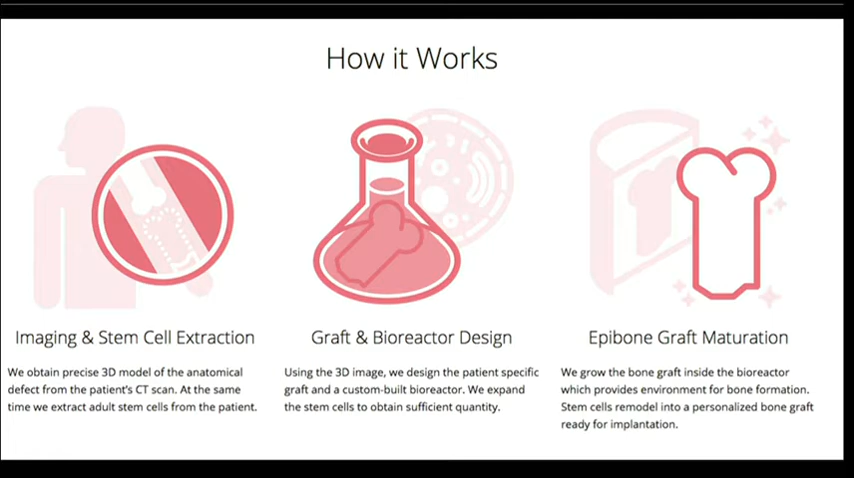 How it Works
Imaging & Stem Cell Extraction
We obtain precise 3D model of the anatomical
defect from the patient's CT scan. At the same
time we extract adult stem cells from the patient.
Graft & Bioreactor Design
Using the 3D image, we design the patient specific
graft and a custom-built bioreactor. We expand
the stem cells to obtain sufficient quantity.
Epibone Graft Maturation
We grow the bone graft inside the bioreactor
which provides environment for bone formation.
Stem cells remodel into a personalized bone graft
ready for implantation.